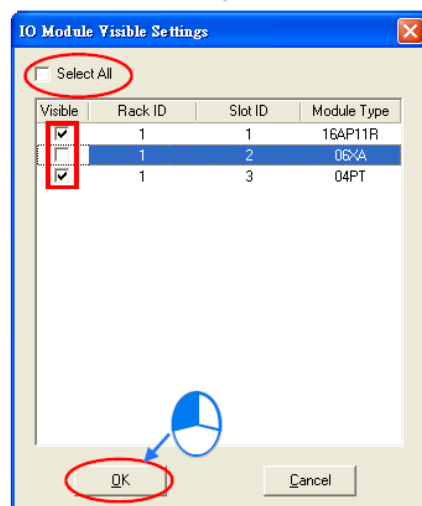 IO Module Visible Settings
Select All
Visible Rack ID Slot ID Module Type
1 1 16AP11R
1 2 06XA
1 3 04PT
OK Cancel